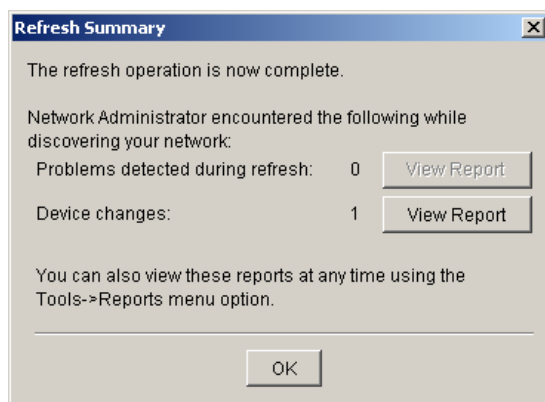 Refresh Summary
The refresh operation is now complete.
Network Administrator encountered the following while
discovering your network:
Problems detected during refresh: 0 View Report
Device changes: 1 View Report
You can also view these reports at any time using the
Tools->Reports menu option.
OK